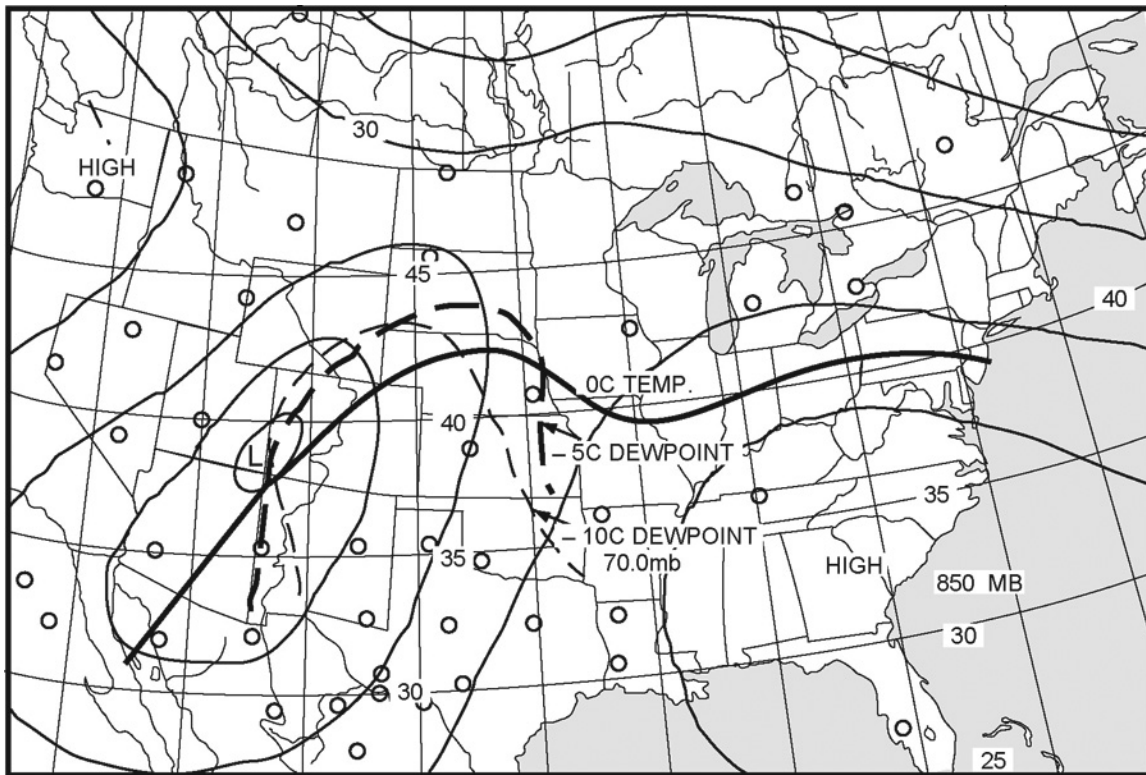 30
HIGH
45
40
0C TEMP.
40
L
– 5C DEWPOINT
35
– 10C DEWPOINT
70.0mb
35
HIGH
850 MB
30
30
25